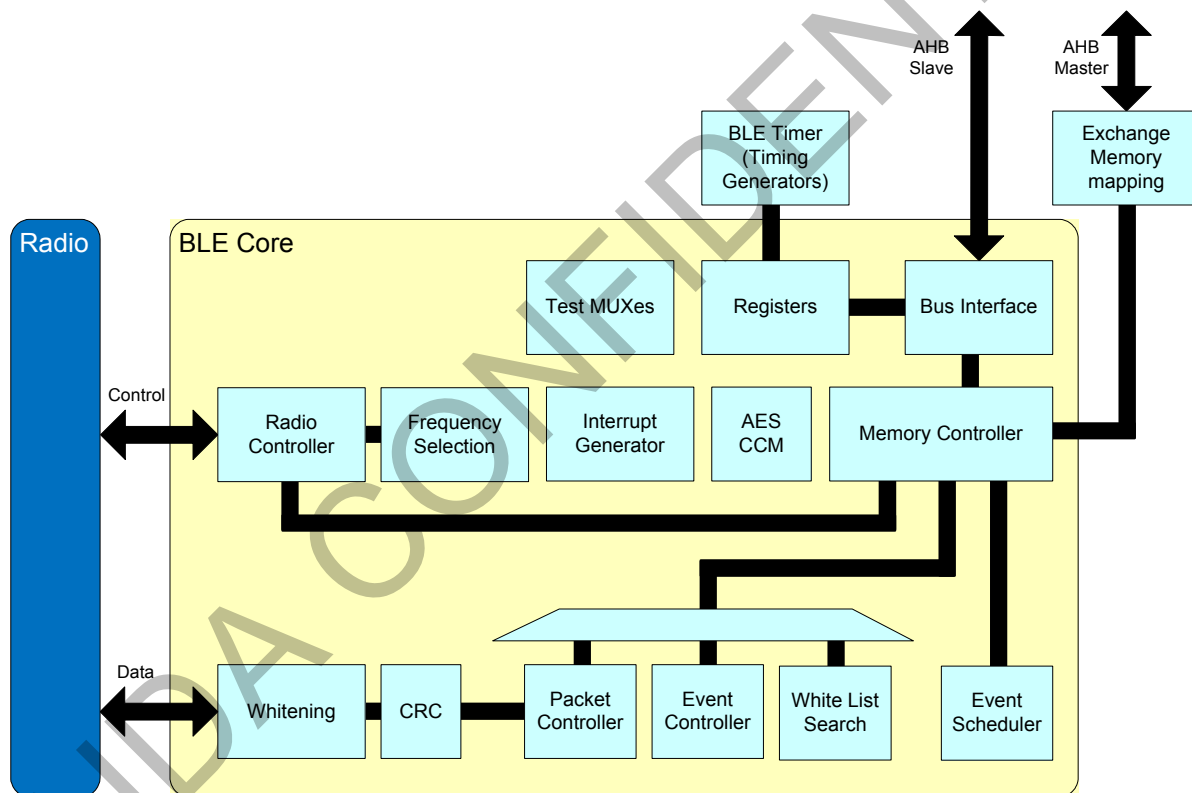 AHB
Slave
AHB
Master
BLE Timer
(Timing
Generators)
Exchange
Memory
mapping
Radio
BLE Core
Test MUXes
Registers
Bus Interface
Control
Radio
Controller
Frequency
Selection
Interrupt
Generator
AES
CCM
Memory Controller
Data
Whitening
CRC
Packet
Controller
Event
Controller
White List
Search
Event
Scheduler
IDA CONFIDEN